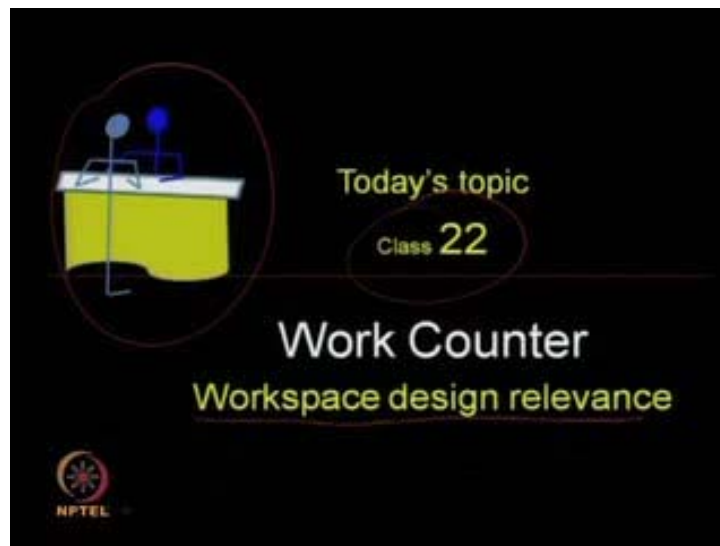 Today's topic
Class 22
Work Counter
Workspace design relevance
NPTEL